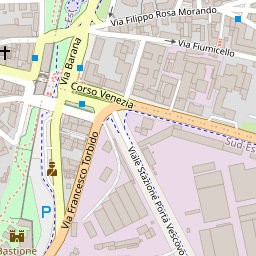 Via Filippo Rosa Morando
Via Fiumicello
Via Barana
Corso Venezia
Sud-Es
Via Francesco Torbido
Viale Stazione Porta Vescovo
P
Bastione